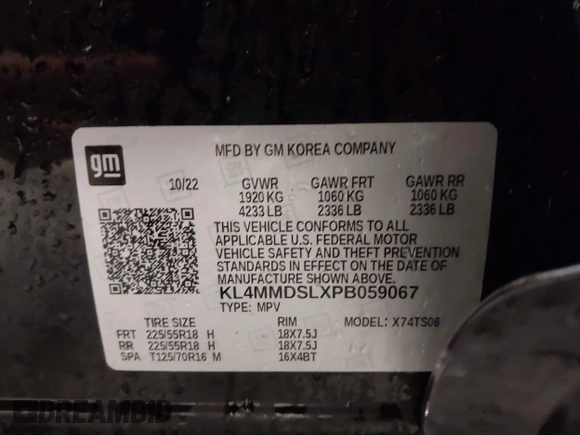 gm
MFD BY GM KOREA COMPANY
10/22 GVWR GAWR FRT GAWR RR
1920 KG 1060 KG 1060 KG
4233 LB 2336 LB 2336 LB
THIS VEHICLE CONFORMS TO ALL
APPLICABLE U.S. FEDERAL MOTOR
VEHICLE SAFETY AND THEFT PREVENTION
STANDARDS IN EFFECT ON THE DATE OF
MANUFACTURE SHOWN ABOVE.
KL4MMDSLXPB059067
TYPE: MPV MODEL: X74TS06
TIRE SIZE RIM
FRT 225/55R18 H 18X7.5J
RR 225/55R18 H 18X7.5J
SPA T125/70R16 M 16X4BT
DREAMBID